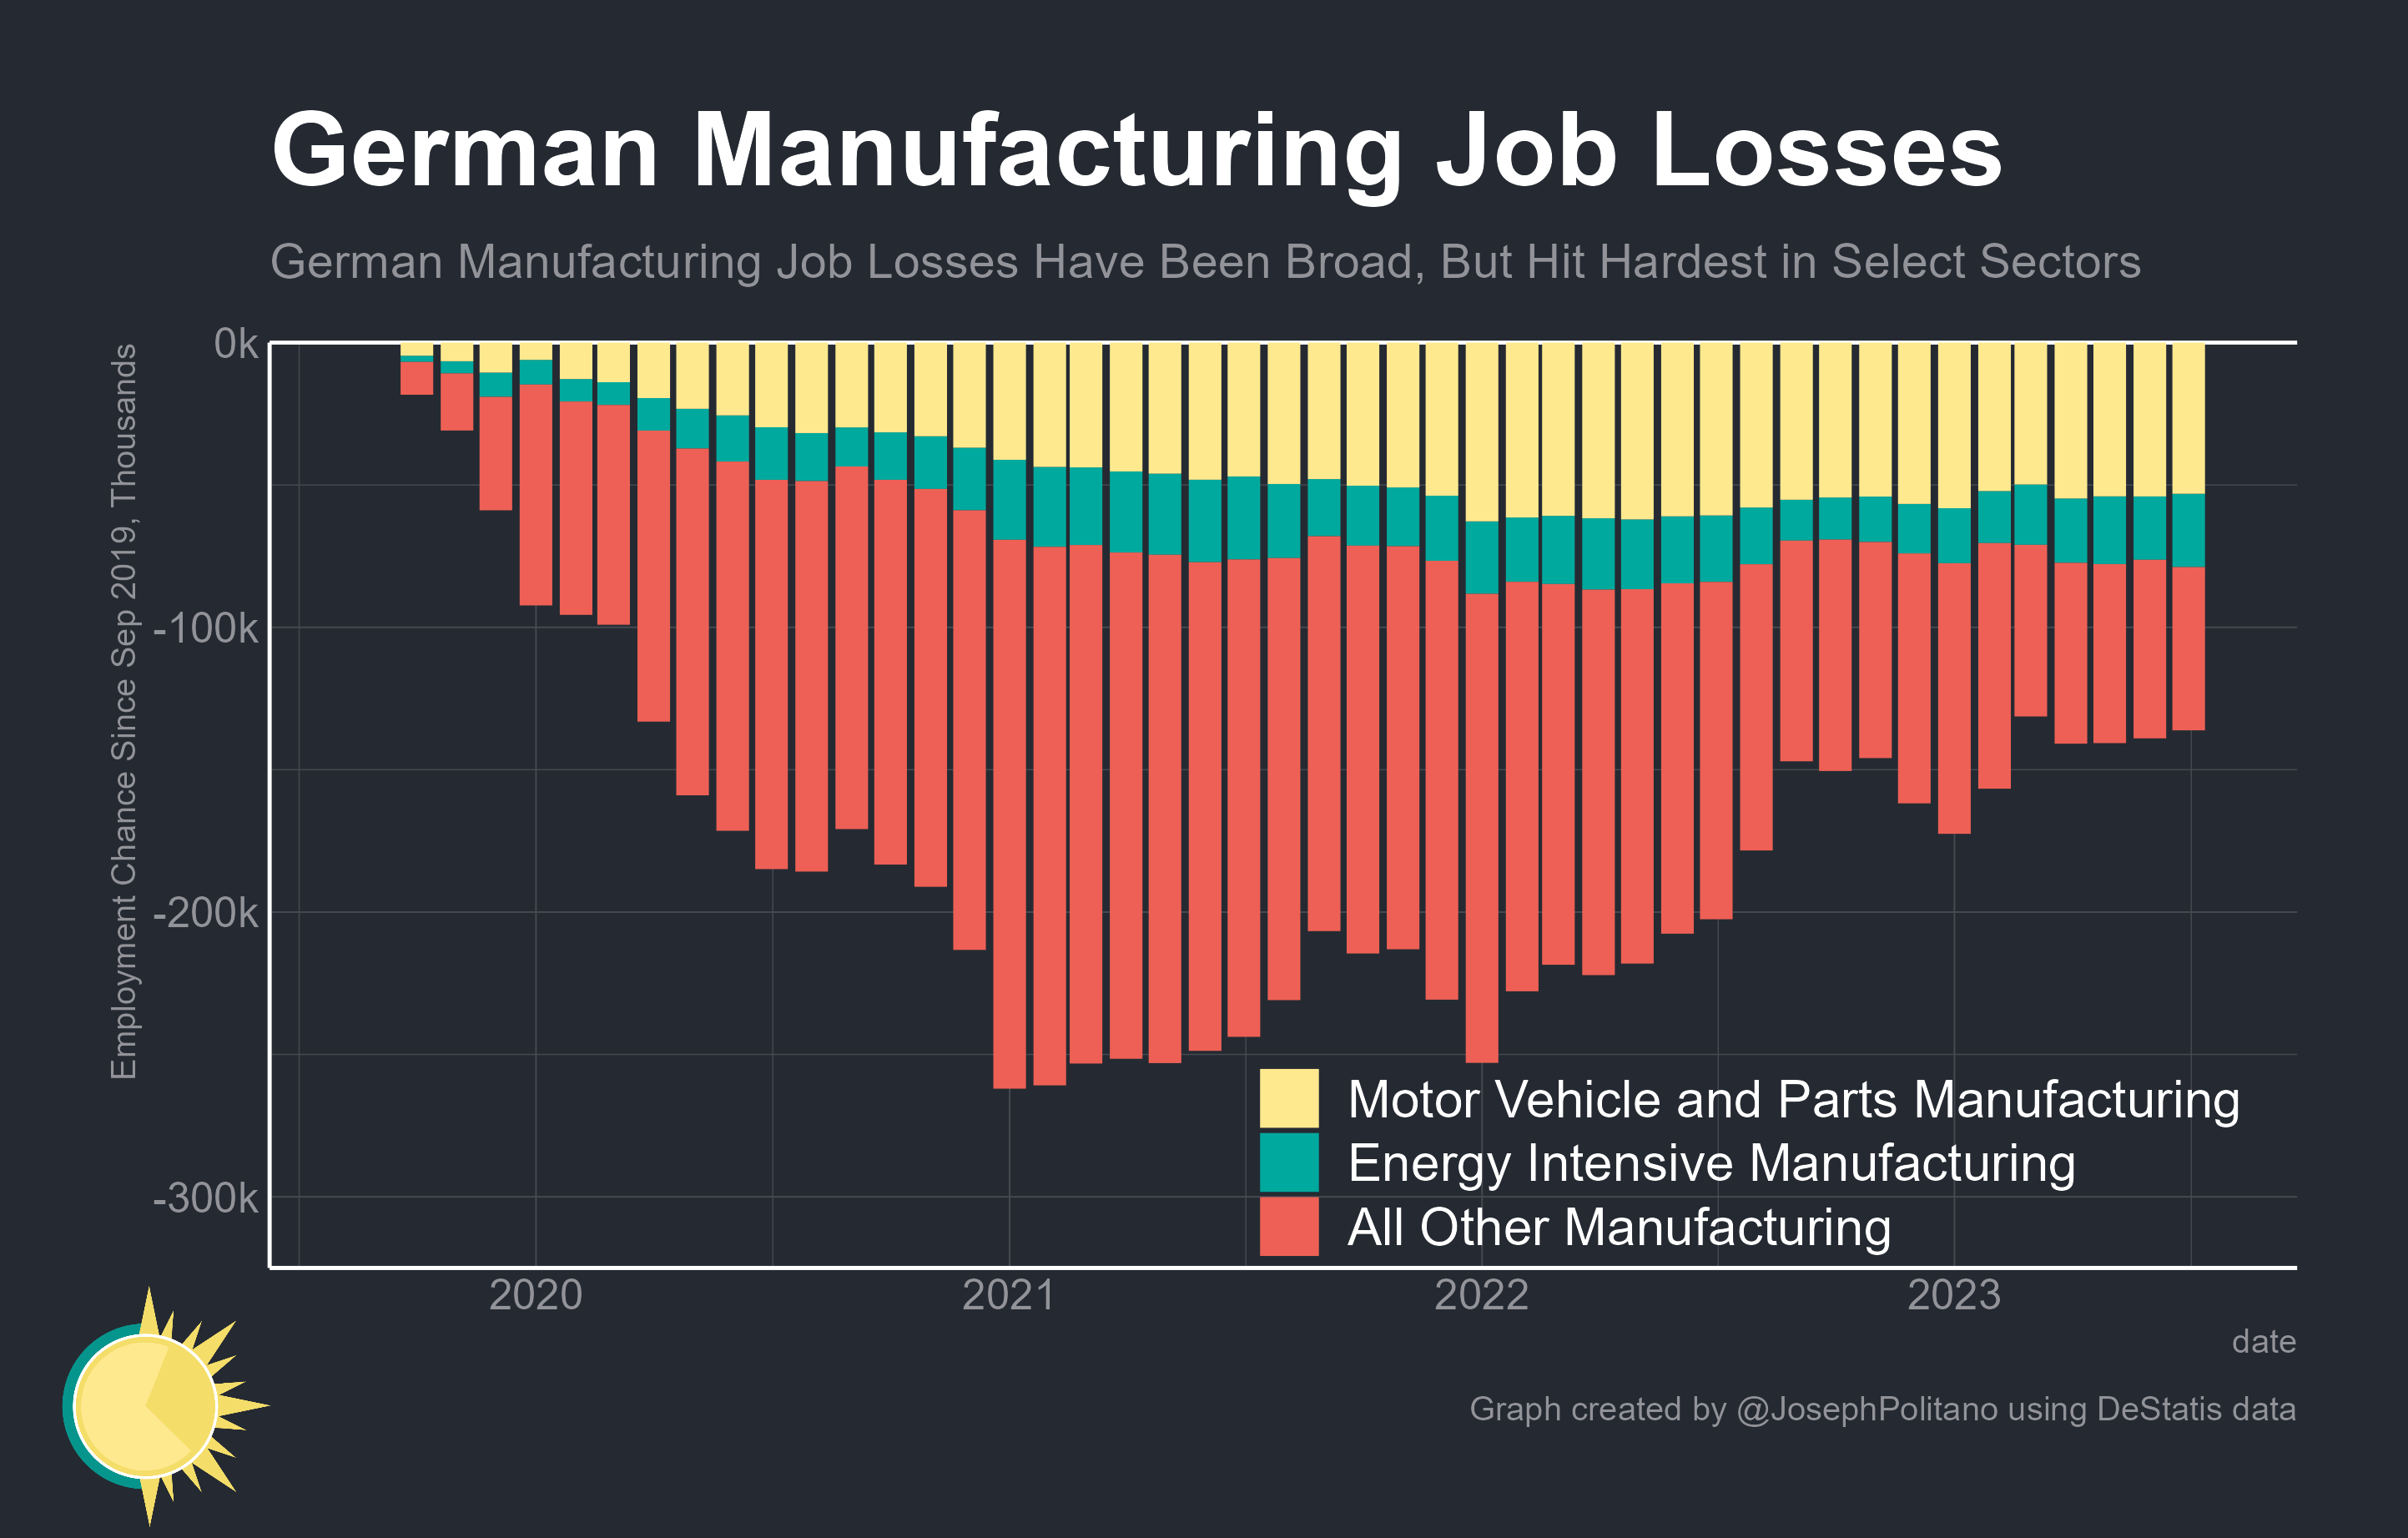 German Manufacturing Job Losses
German Manufacturing Job Losses Have Been Broad, But Hit Hardest in Select Sectors
Employment Chance Since Sep 2019, Thousands
0k
-100k
-200k
-300k
Motor Vehicle and Parts Manufacturing
Energy Intensive Manufacturing
All Other Manufacturing
2020
2021
2022
2023
date
Graph created by @JosephPolitano using DeStatis data